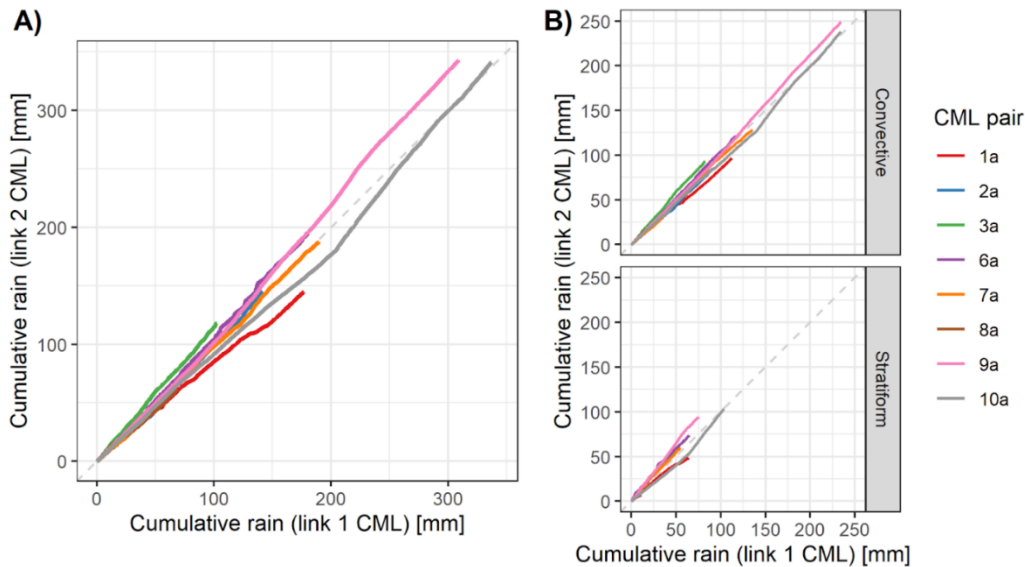 A)
Cumulative rain (link 2 CML) [mm]
300
200
100
0
0 100 200 300
Cumulative rain (link 1 CML) [mm]
B)
Cumulative rain (link 2 CML) [mm]
250
200
150
100
50
0
Convective
250
200
150
100
50
0
Stratiform
0 50 100 150 200 250
Cumulative rain (link 1 CML) [mm]
CML pair
1a
2a
3a
6a
7a
8a
9a
10a